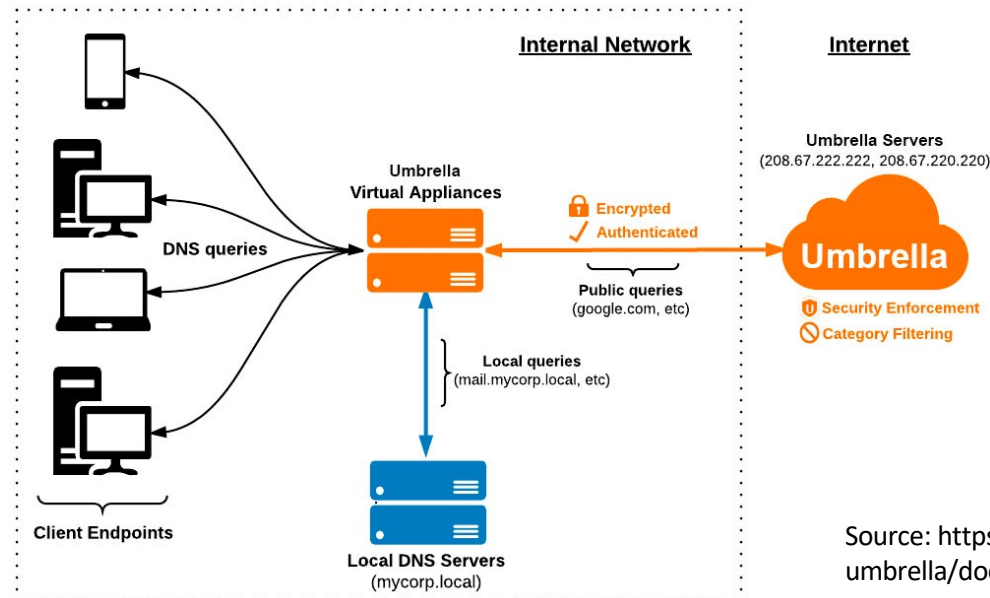 Internal Network
Internet
Umbrella Servers
(208.67.222.222, 208.67.220.220)
Umbrella
Virtual Appliances
Encrypted
Authenticated
DNS queries
Umbrella
Public queries
(google.com, etc)
Security Enforcement
Category Filtering
Local queries
(mail.mycorp.local, etc)
Client Endpoints
Local DNS Servers
(mycorp.local)
Source: https
umbrella/do